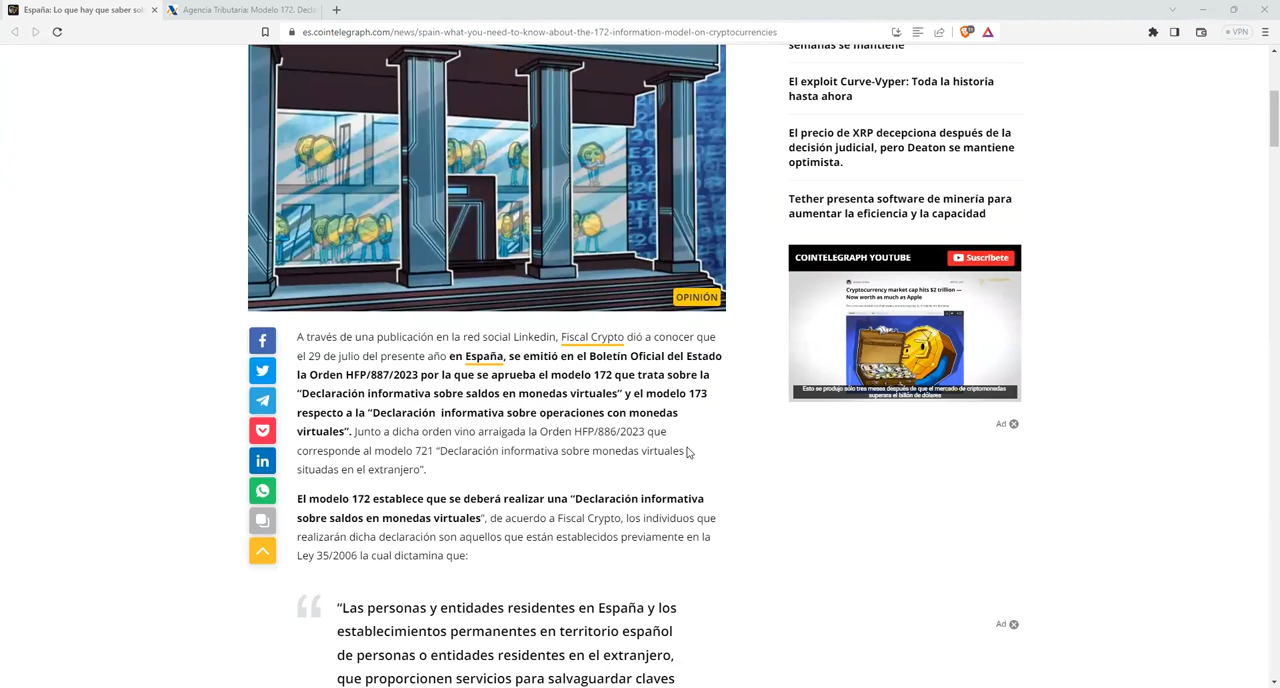 España: Lo que hay que saber sob
Agencia Tributaria: Modelo 172. Decla
es.cointelegraph.com/news/spain-what-you-need-to-know-about-the-172-information-model-on-cryptocurrencies
VPN
OPINIÓN
A través de una publicación en la red social Linkedin, Fiscal Crypto dió a conocer que
el 29 de julio del presente año en España, se emitió en el Boletín Oficial del Estado
la Orden HFP/887/2023 por la que se aprueba el modelo 172 que trata sobre la
“Declaración informativa sobre saldos en monedas virtuales” y el modelo 173
respecto a la “Declaración informativa sobre operaciones con monedas
virtuales”. Junto a dicha orden vino arraigada la Orden HFP/886/2023 que
corresponde al modelo 721 “Declaración informativa sobre monedas virtuales
situadas en el extranjero”.
El modelo 172 establece que se deberá realizar una “Declaración informativa
sobre saldos en monedas virtuales”, de acuerdo a Fiscal Crypto, los individuos que
realizarán dicha declaración son aquellos que están establecidos previamente en la
Ley 35/2006 la cual dictamina que:
“Las personas y entidades residentes en España y los
establecimientos permanentes en territorio español
de personas o entidades residentes en el extranjero,
que proporcionen servicios para salvaguardar claves
semanas se mantiene
El exploit Curve-Vyper: Toda la historia
hasta ahora
El precio de XRP decepciona después de la
decisión judicial, pero Deaton se mantiene
optimista.
Tether presenta software de minería para
aumentar la eficiencia y la capacidad
COINTELEGRAPH YOUTUBE
Suscríbete
Cryptocurrency market cap hits $2 trillion —
Now worth as much as Apple
Esto se produjo sólo tres meses después de que el mercado de criptomonedas
superara el billón de dólares
Ad
Ad